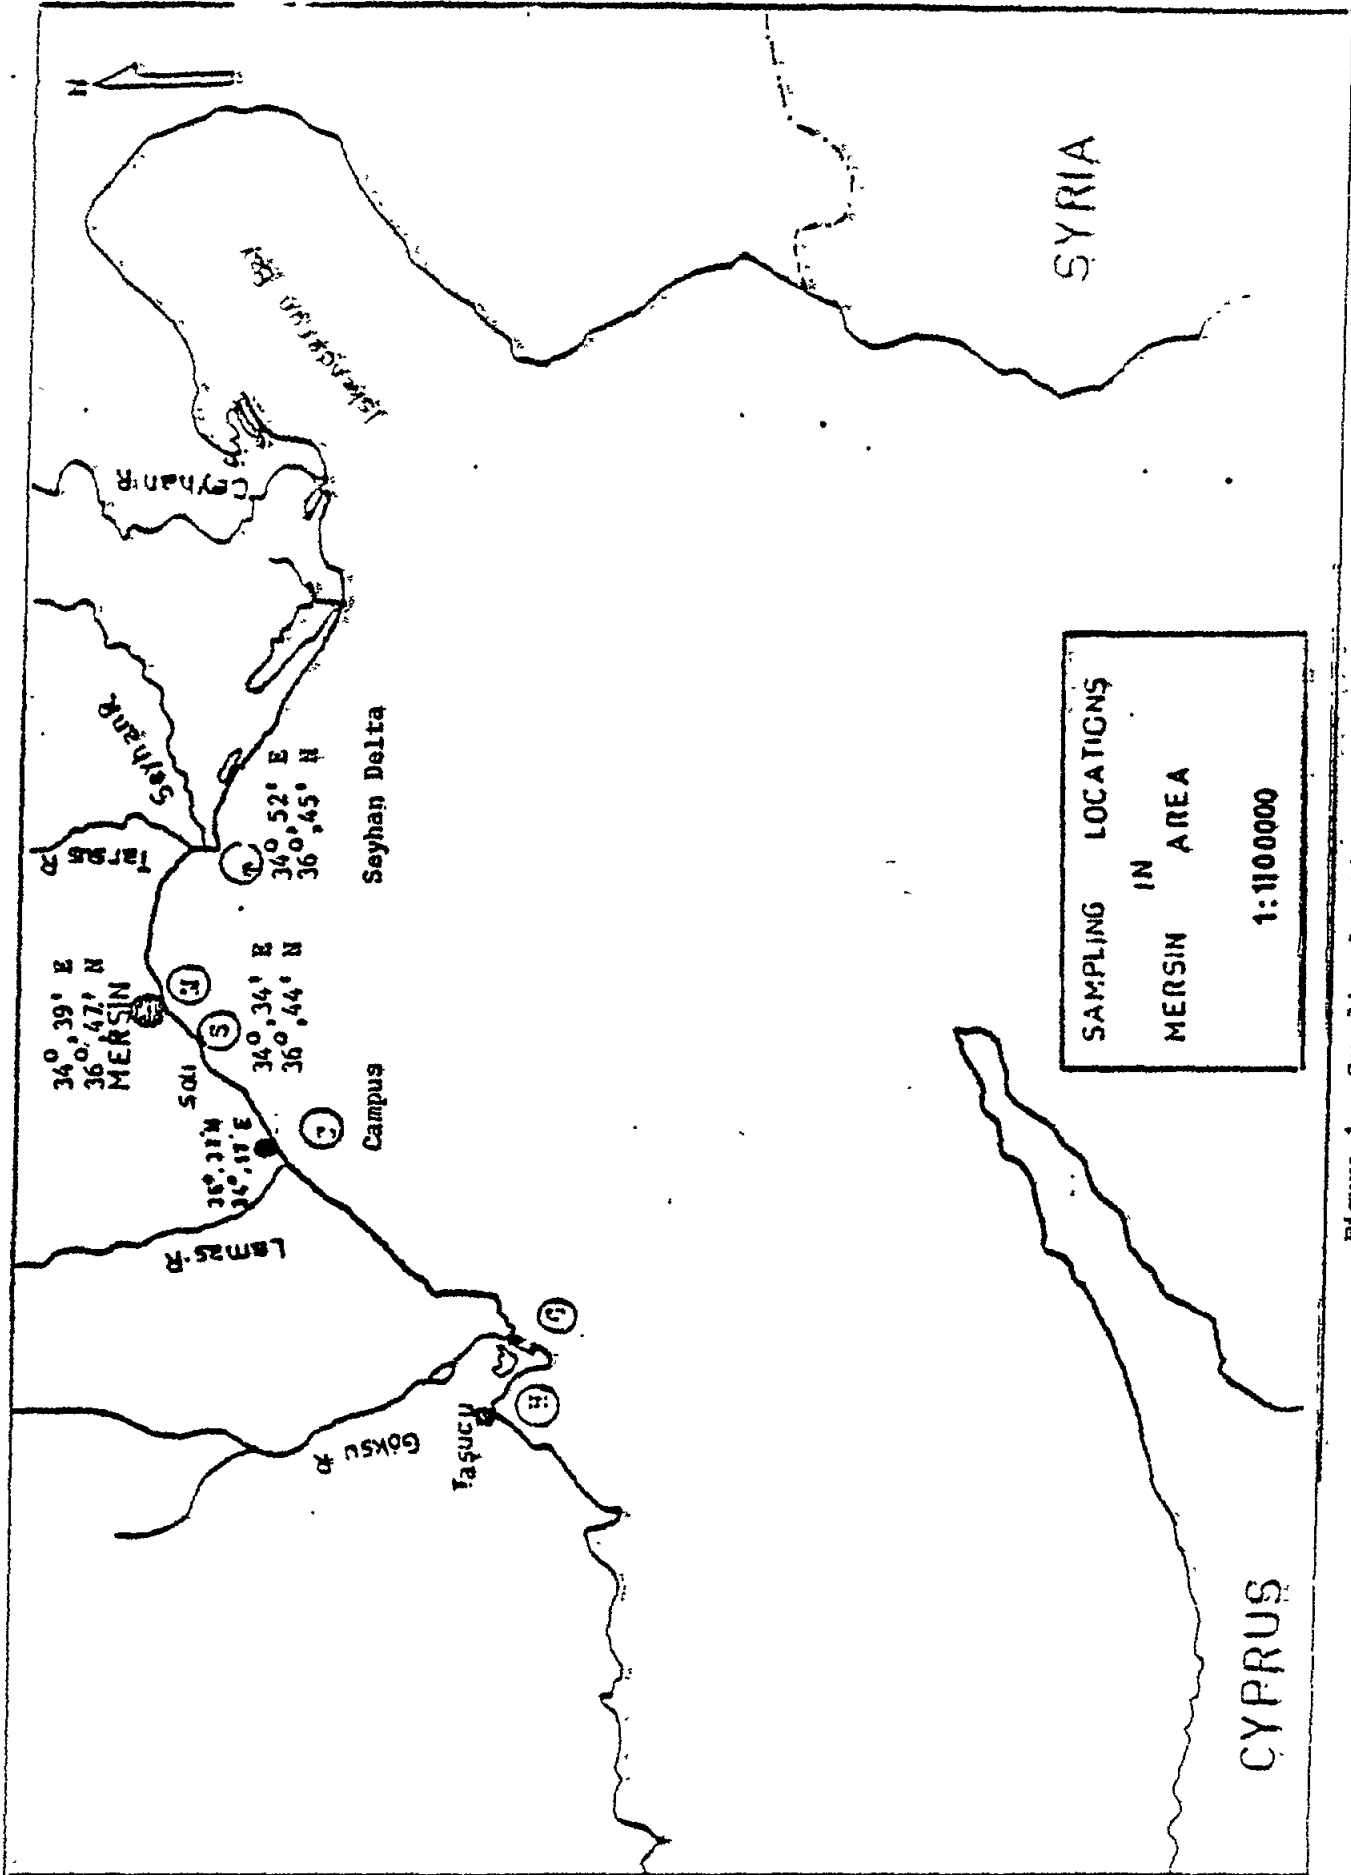 N
İskenderun
Ceyhan R
Seyhan R.
Tarsus R
34°,52' E
36°,45' N
Seyhan Delta
34°,39' E
36°,47' N
MERSIN
S
34°,34' E
36°,44' N
Campus
Lamas R
G
H
Göksu R
Taşucu
SYRIA
CYPRUS
SAMPLING LOCATIONS
IN
MERSIN AREA
1:1100000